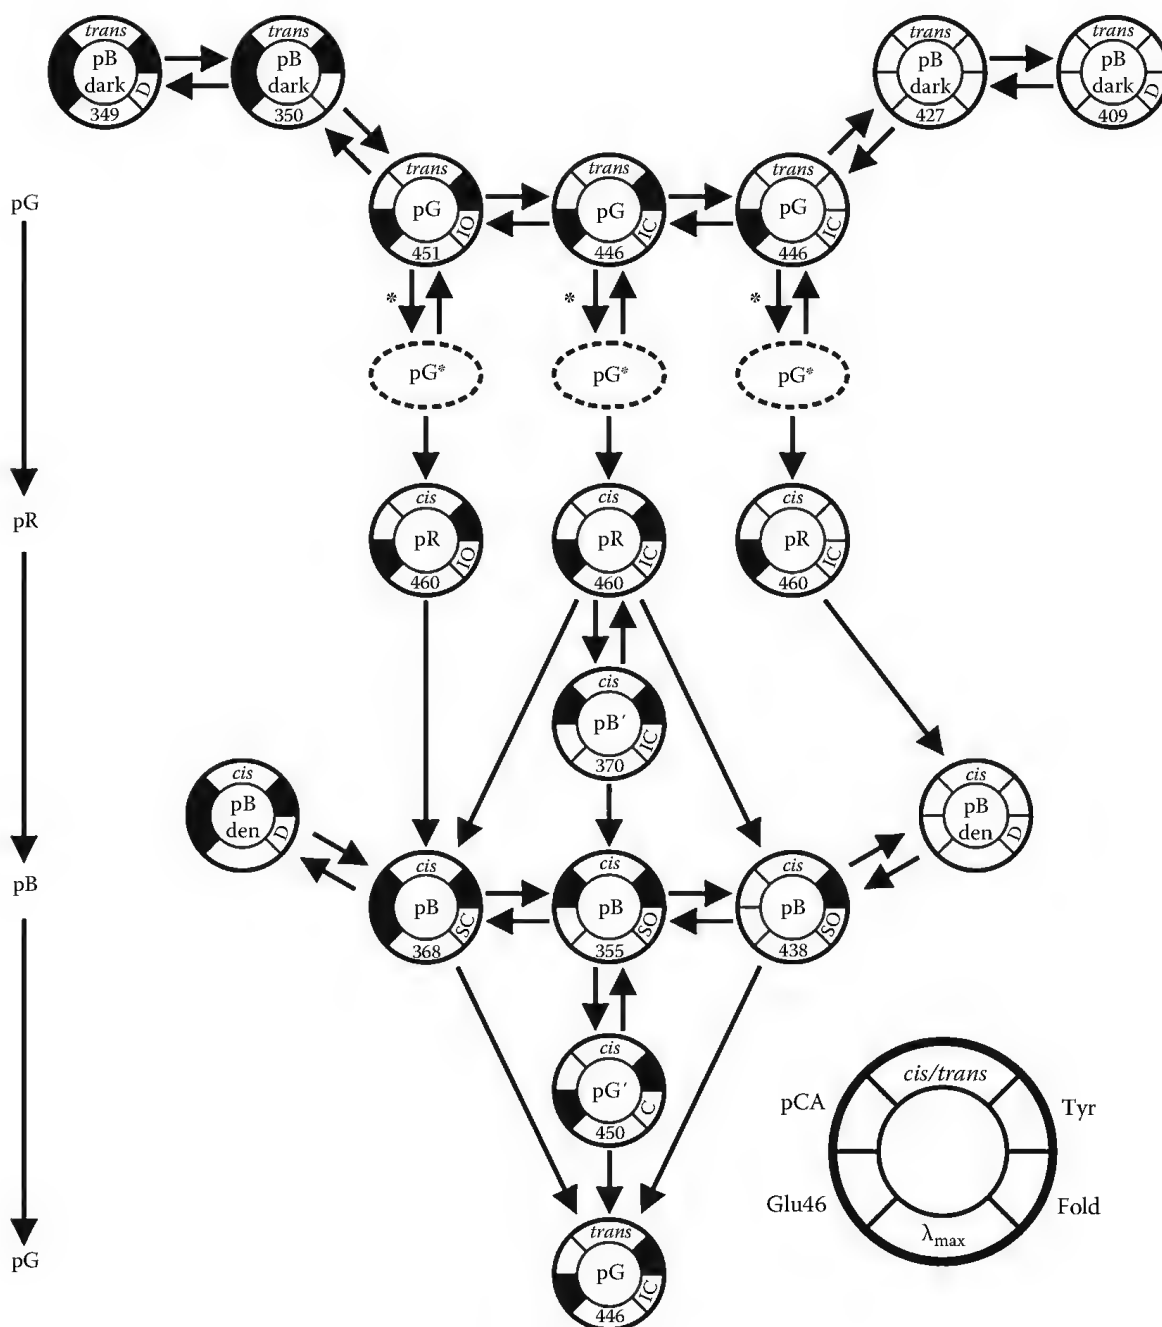 trans
pB
dark
D
349
trans
pB
dark
350
trans
pB
dark
427
trans
pB
dark
D
409
pG
trans
pG
IO
451
trans
pG
IC
446
trans
pG
IC
446
*
*
*
pG*
pG*
pG*
pR
cis
pR
IO
460
cis
pR
IC
460
cis
pR
IC
460
cis
pB′
IC
370
cis
pB
den
D
cis
pB
den
D
pB
cis
pB
SC
368
cis
pB
SO
355
cis
pB
SO
438
cis
pG′
C
450
cis/trans
pCA
Tyr
Glu46
Fold
λmax
pG
trans
pG
IC
446